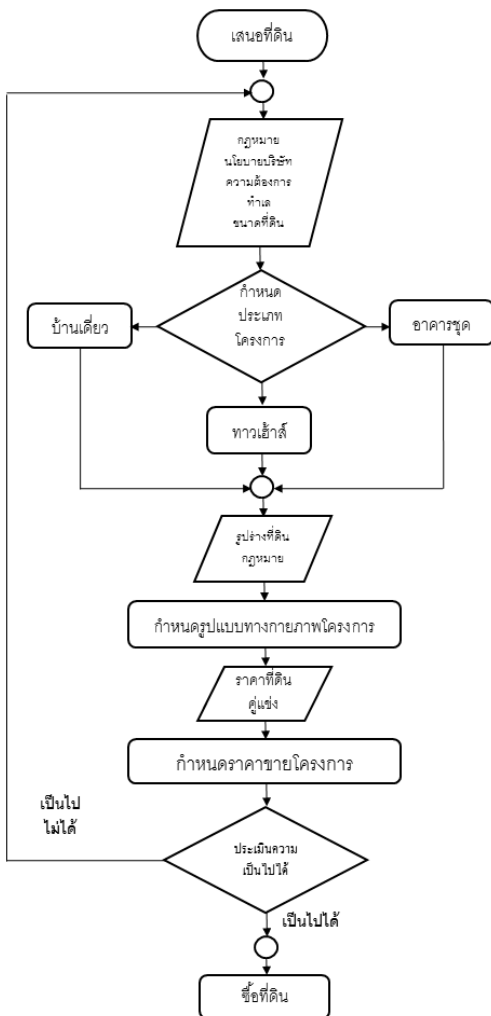 เสนอที่ดิน
กฎหมาย
นโยบายบริษัท
ความต้องการ
ทำเล
ขนาดที่ดิน
กำหนด
ประเภท
โครงการ
บ้านเดี่ยว
อาคารชุด
ทาวเฮ้าส์
รูปร่างที่ดิน
กฎหมาย
กำหนดรูปแบบทางกายภาพโครงการ
ราคาที่ดิน
คู่แข่ง
กำหนดราคาขายโครงการ
เป็นไป
ไม่ได้
ประเมินความ
เป็นไปได้
เป็นไปได้
ซื้อที่ดิน